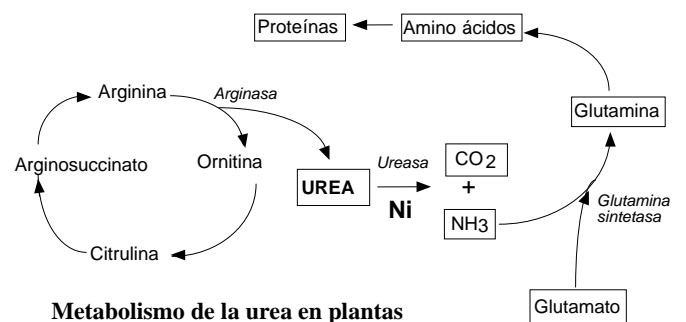 Proteínas
Amino ácidos
Arginina
Arginasa
Glutamina
Arginosuccinato
Ornitina
UREA
Ureasa
Ni
CO2
+
NH3
Glutamina
sintetasa
Citrulina
Glutamato
Metabolismo de la urea en plantas